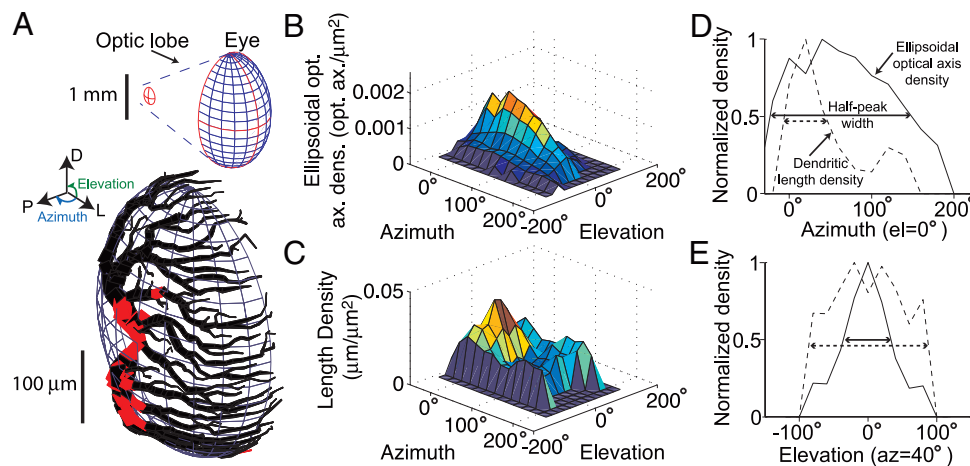 A
Optic lobe
Eye
1 mm
D
Elevation
P
L
Azimuth
100 μm
B
Ellipsoidal opt.
ax. dens. (opt. ax./μm²)
0.002
0.001
0
0°
100°
200°
-200°
0°
200°
Azimuth
Elevation
C
Length Density
(μm/μm²)
0.05
0
0°
100°
200°
-200°
0°
200°
Azimuth
Elevation
D
Normalized density
1
0.5
0
Ellipsoidal
optical axis
density
Half-peak
width
Dendritic
length density
0°
100°
200°
Azimuth (el=0°)
E
Normalized density
1
0.5
0
-100°
0°
100°
Elevation (az=40°)